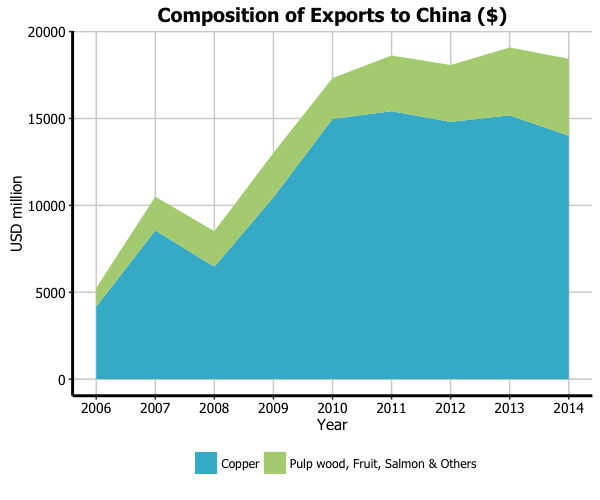 Composition of Exports to China ($)
20000
15000
10000
5000
0
USD million
2006 2007 2008 2009 2010 2011 2012 2013 2014
Year
Copper Pulp wood, Fruit, Salmon & Others